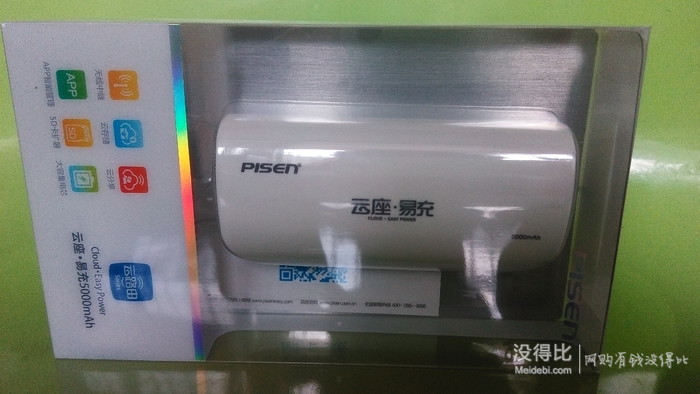 无线中继
APP
APP智能管理
云存储
SD
SD卡扩展
云分享
大容量电芯
云路由
Series
Cloud+Easy Power
云座·易充5000mAh
PISEN
云座·易充
CLOUD · EASY POWER
5000mAh
PISEN
没得比
Meidebi.com
网购有钱没得比